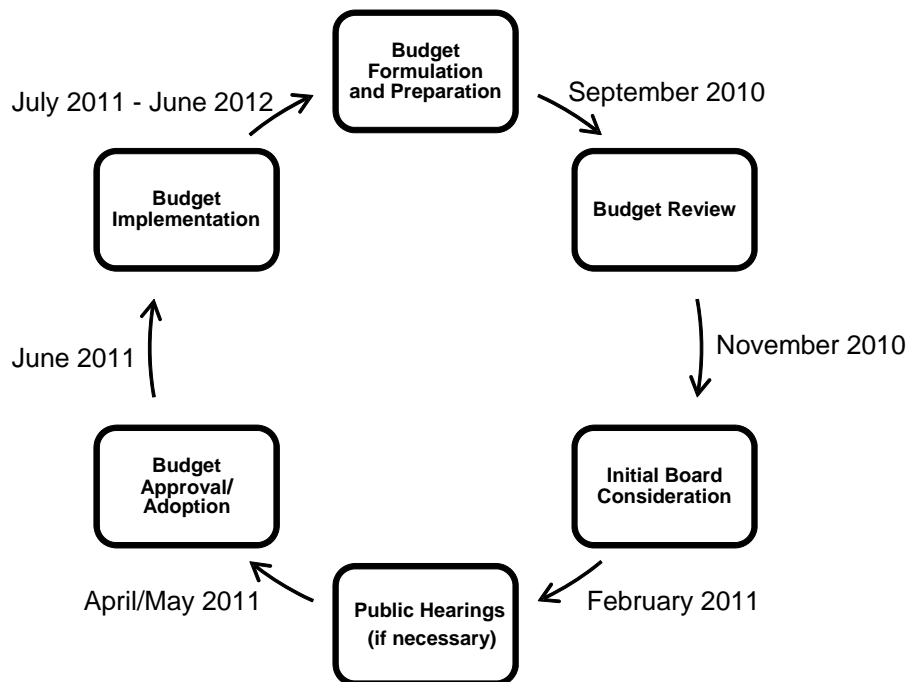 Budget
Formulation
and Preparation
September 2010
Budget Review
November 2010
Initial Board
Consideration
February 2011
Public Hearings
(if necessary)
April/May 2011
Budget
Approval/
Adoption
June 2011
Budget
Implementation
July 2011 - June 2012